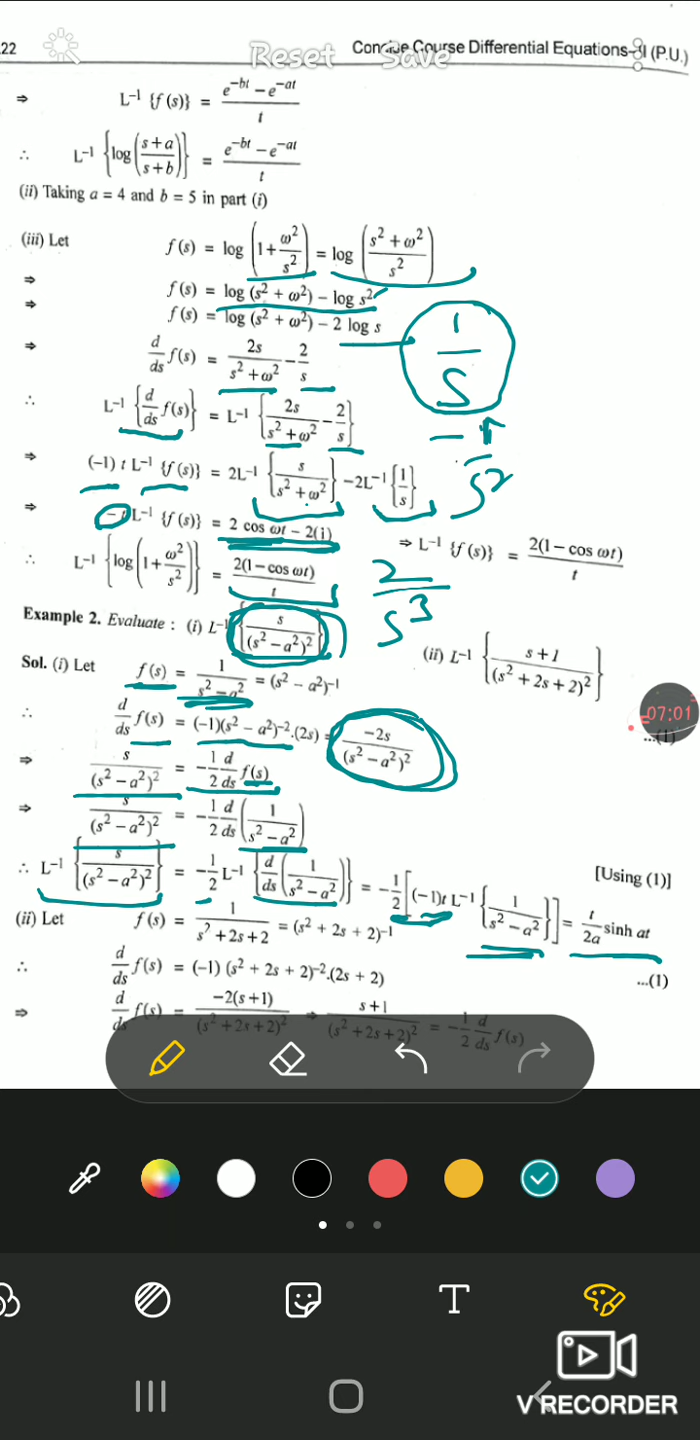 22
Reset
Save
Concise Course Differential Equations–II (P.U.)
⇒ L⁻¹ {f (s)} = (e^−bt − e^−at)/t
∴ L⁻¹ {log((s+a)/(s+b))} = (e^−bt − e^−at)/t
(ii) Taking a = 4 and b = 5 in part (i)
(iii) Let f (s) = log (1 + ω²/s²) = log ((s² + ω²)/s²)
⇒ f (s) = log (s² + ω²) − log s²
⇒ f (s) = log (s² + ω²) − 2 log s
1/S
⇒ d/ds f(s) = 2s/(s² + ω²) − 2/s
∴ L⁻¹ {d/ds f(s)} = L⁻¹ {2s/(s² + ω²) − 2/s}
−1/S²
⇒ (−1) t L⁻¹ {f (s)} = 2L⁻¹ {s/(s² + ω²)} −2L⁻¹ {1/s}
⇒ −t L⁻¹ {f (s)} = 2 cos ωt − 2(1) ⇒ L⁻¹ {f (s)} = 2(1 − cos ωt)/t
∴ L⁻¹ {log (1 + ω²/s²)} = 2(1 − cos ωt)/t
2/S³
Example 2. Evaluate : (i) L⁻¹ {s/(s² − a²)²} (ii) L⁻¹ {(s + 1)/(s² + 2s + 2)²}
Sol. (i) Let f (s) = 1/(s² − a²) = (s² − a²)⁻¹
07:01
...(1)
∴ d/ds f(s) = (−1)(s² − a²)⁻².(2s) = −2s/(s² − a²)²
⇒ s/(s² − a²)² = −1/2 d/ds f(s)
⇒ s/(s² − a²)² = −1/2 d/ds (1/(s² − a²))
∴ L⁻¹ {s/(s² − a²)²} = −1/2 L⁻¹ {d/ds (1/(s² − a²))} = −1/2 [(−1)t L⁻¹ {1/(s² − a²)}] = t/2a sinh at [Using (1)]
(ii) Let f (s) = 1/(s² + 2s + 2) = (s² + 2s + 2)⁻¹
∴ d/ds f(s) = (−1) (s² + 2s + 2)⁻².(2s + 2) ...(1)
⇒ d/ds f(s) = −2(s+1)/(s² + 2s + 2)² ⇒ (s + 1)/(s² + 2s + 2)² = −1/2 d/ds f(s)
T
V RECORDER